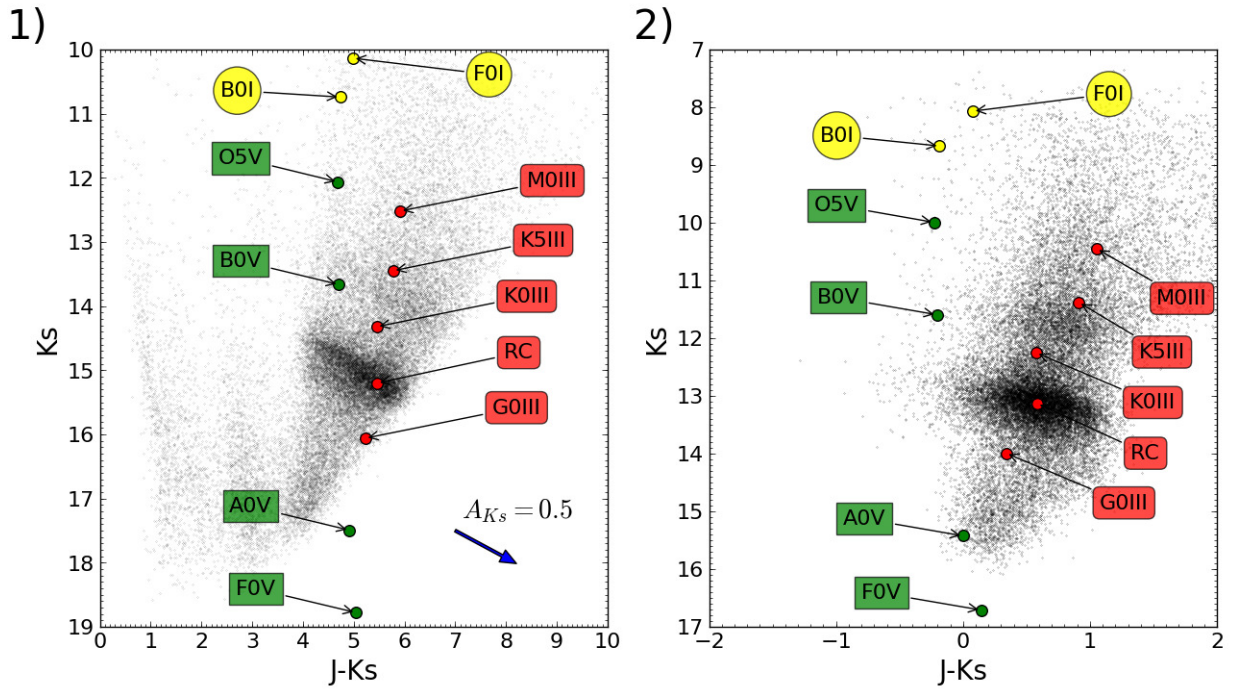 1)
10
11
12
13
14
15
16
17
18
19
Ks
0 1 2 3 4 5 6 7 8 9 10
J-Ks
F0I
B0I
O5V
M0III
B0V
K5III
K0III
RC
G0III
A0V
A_{Ks} = 0.5
F0V
2)
7
8
9
10
11
12
13
14
15
16
17
Ks
−2 −1 0 1 2
J-Ks
F0I
B0I
O5V
B0V
M0III
K5III
K0III
RC
G0III
A0V
F0V